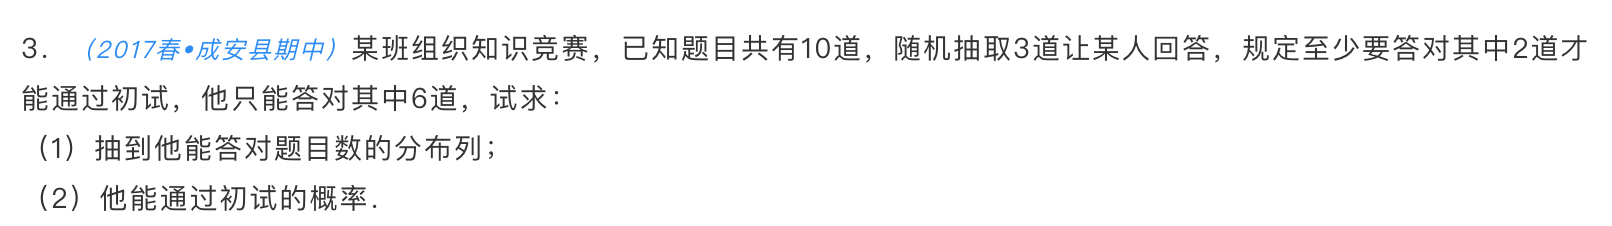 3. （2017春•成安县期中）某班组织知识竞赛，已知题目共有10道，随机抽取3道让某人回答，规定至少要答对其中2道才
能通过初试，他只能答对其中6道，试求：
（1）抽到他能答对题目数的分布列；
（2）他能通过初试的概率．